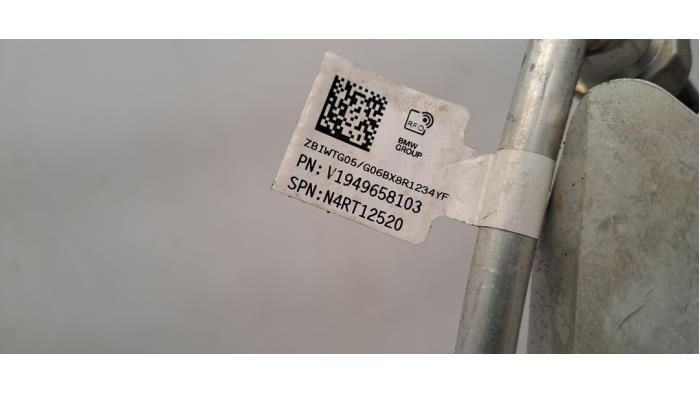 RFID
BMW
GROUP
ZBIWTG05/G06BX8R1234YF
PN: V1949658103
SPN: N4RT12520